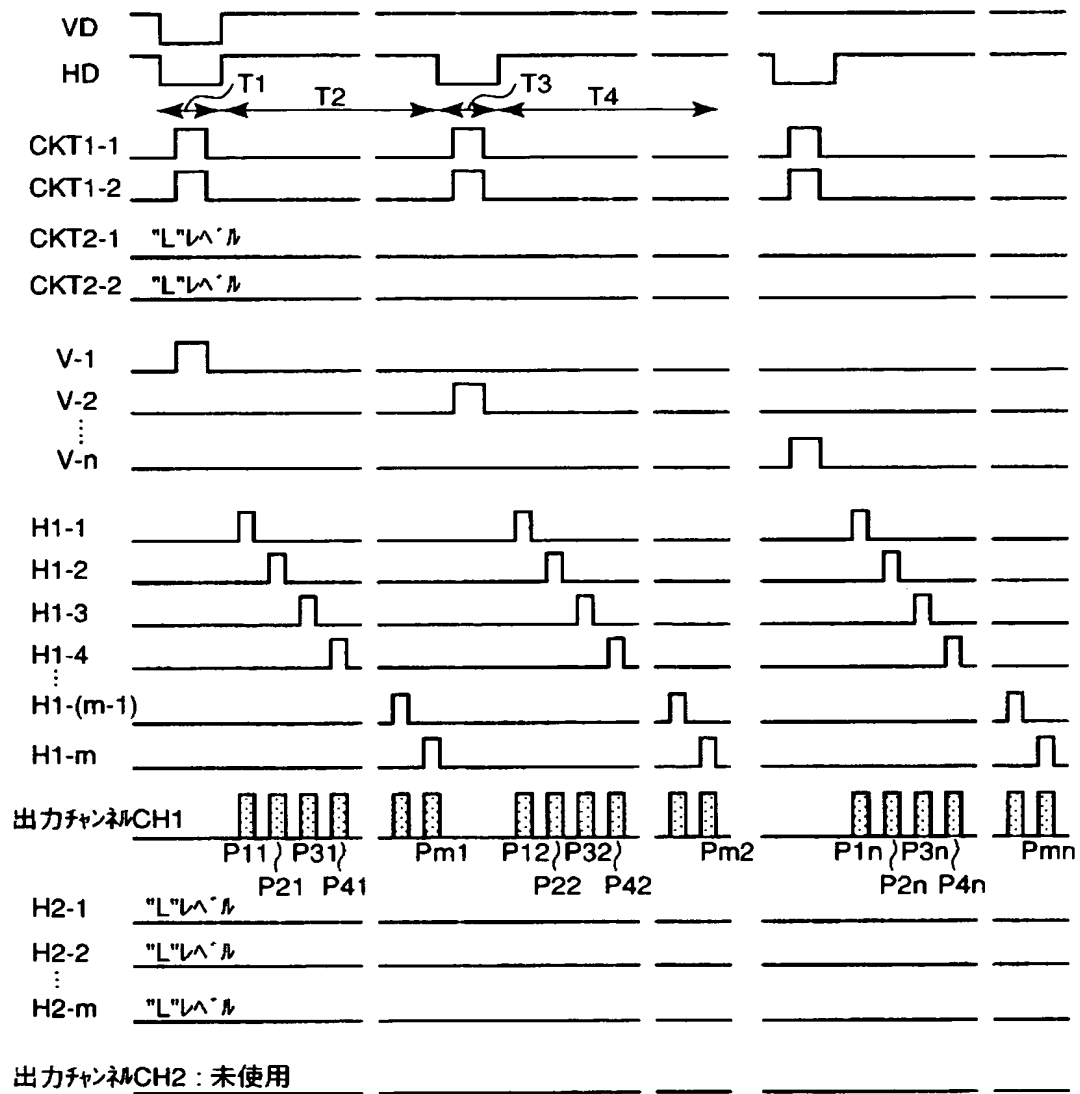 VD
HD
T1
T2
T3
T4
CKT1-1
CKT1-2
CKT2-1 "L"レベル
CKT2-2 "L"レベル
V-1
V-2
V-n
H1-1
H1-2
H1-3
H1-4
H1-(m-1)
H1-m
出力チャンネルCH1
P11 P31 Pm1 P12 P32 Pm2 P1n P3n Pmn
P21 P41 P22 P42 P2n P4n
H2-1 "L"レベル
H2-2 "L"レベル
H2-m "L"レベル
出力チャンネルCH2：未使用